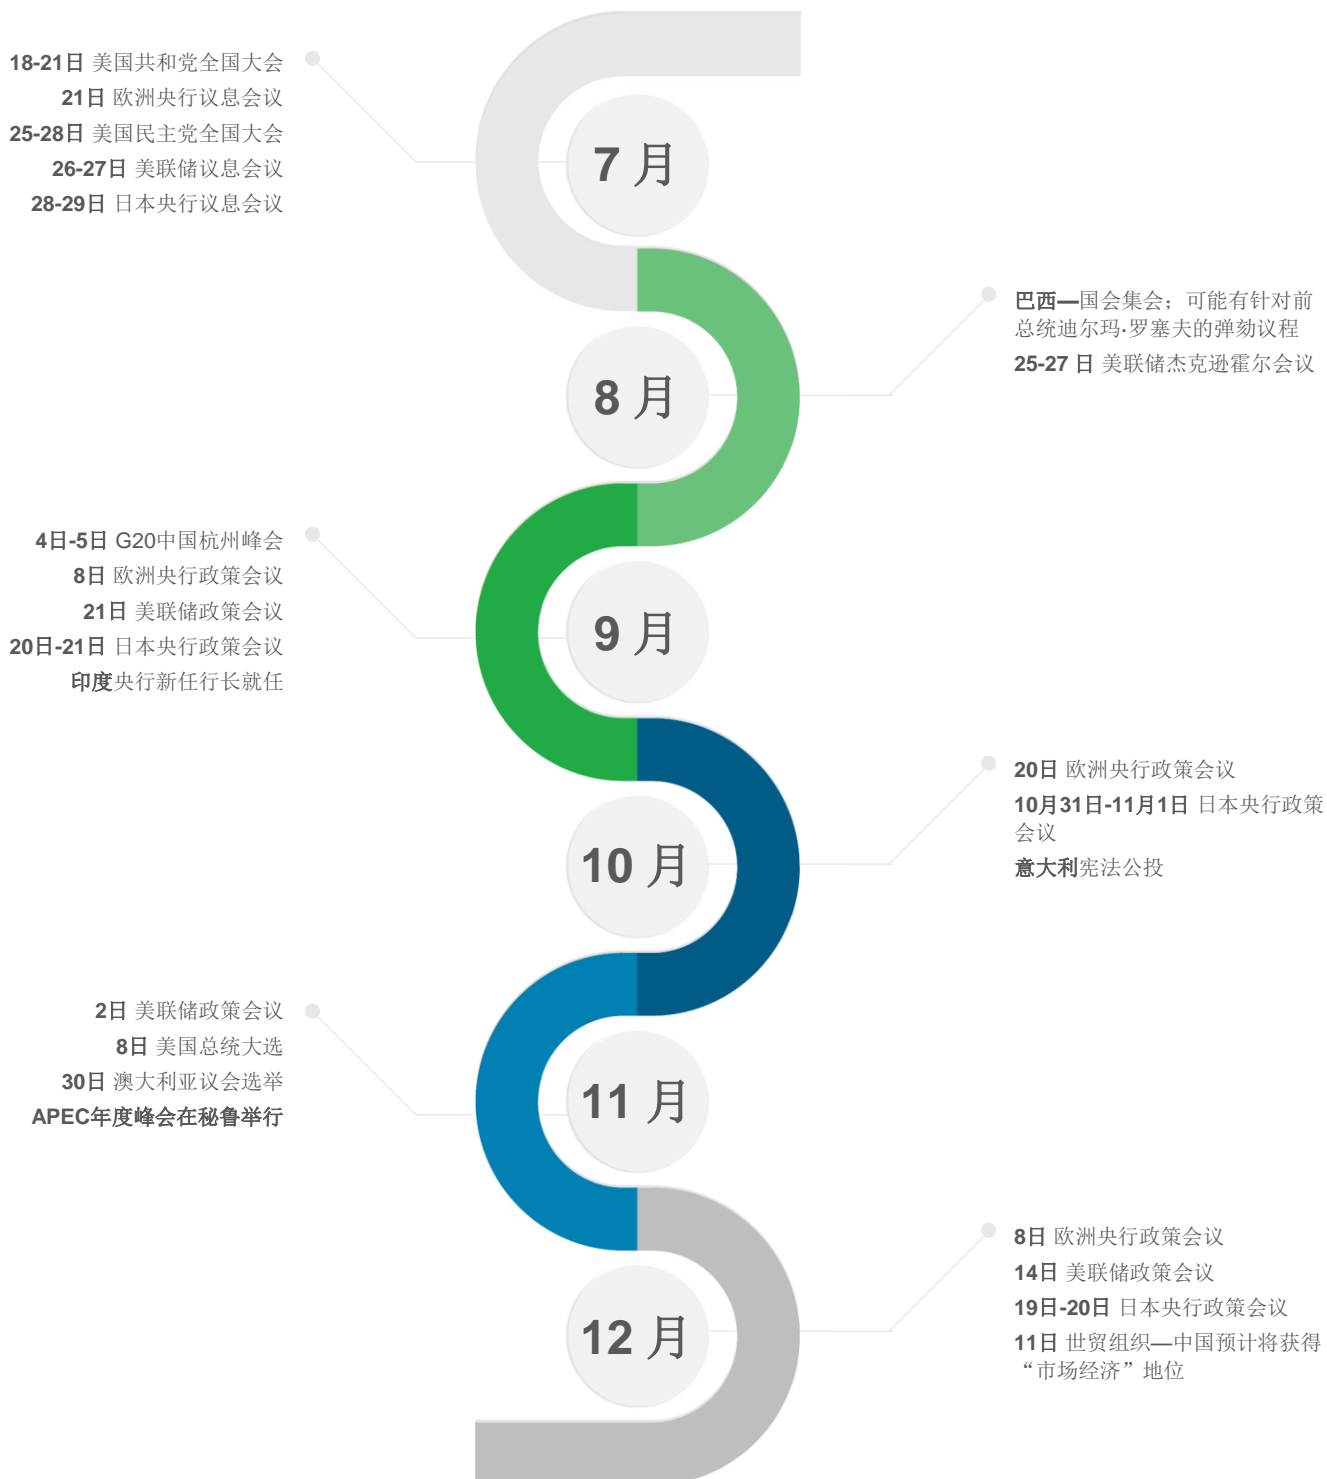 18-21日 美国共和党全国大会
21日 欧洲央行议息会议
25-28日 美国民主党全国大会
26-27日 美联储议息会议
28-29日 日本央行议息会议
7 月
巴西—国会集会；可能有针对前
总统迪尔玛·罗塞夫的弹劾议程
25-27 日 美联储杰克逊霍尔会议
8 月
4日-5日 G20中国杭州峰会
8日 欧洲央行政策会议
21日 美联储政策会议
20日-21日 日本央行政策会议
印度央行新任行长就任
9 月
20日 欧洲央行政策会议
10月31日-11月1日 日本央行政策
会议
意大利宪法公投
10 月
2日 美联储政策会议
8日 美国总统大选
30日 澳大利亚议会选举
APEC年度峰会在秘鲁举行
11 月
8日 欧洲央行政策会议
14日 美联储政策会议
19日-20日 日本央行政策会议
11日 世贸组织—中国预计将获得
“市场经济”地位
12 月